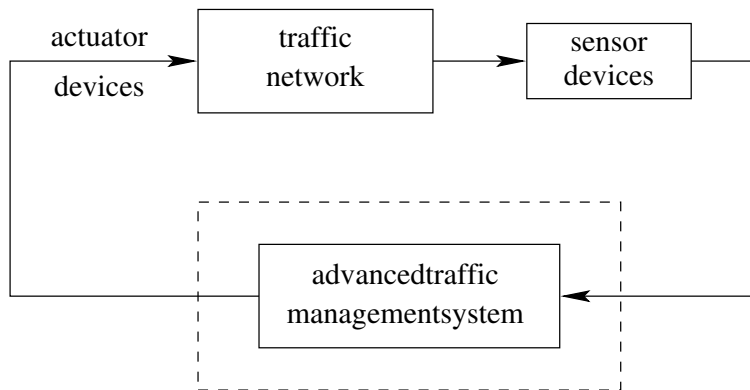 actuator
devices
traffic
network
sensor
devices
advancedtraffic
managementsystem